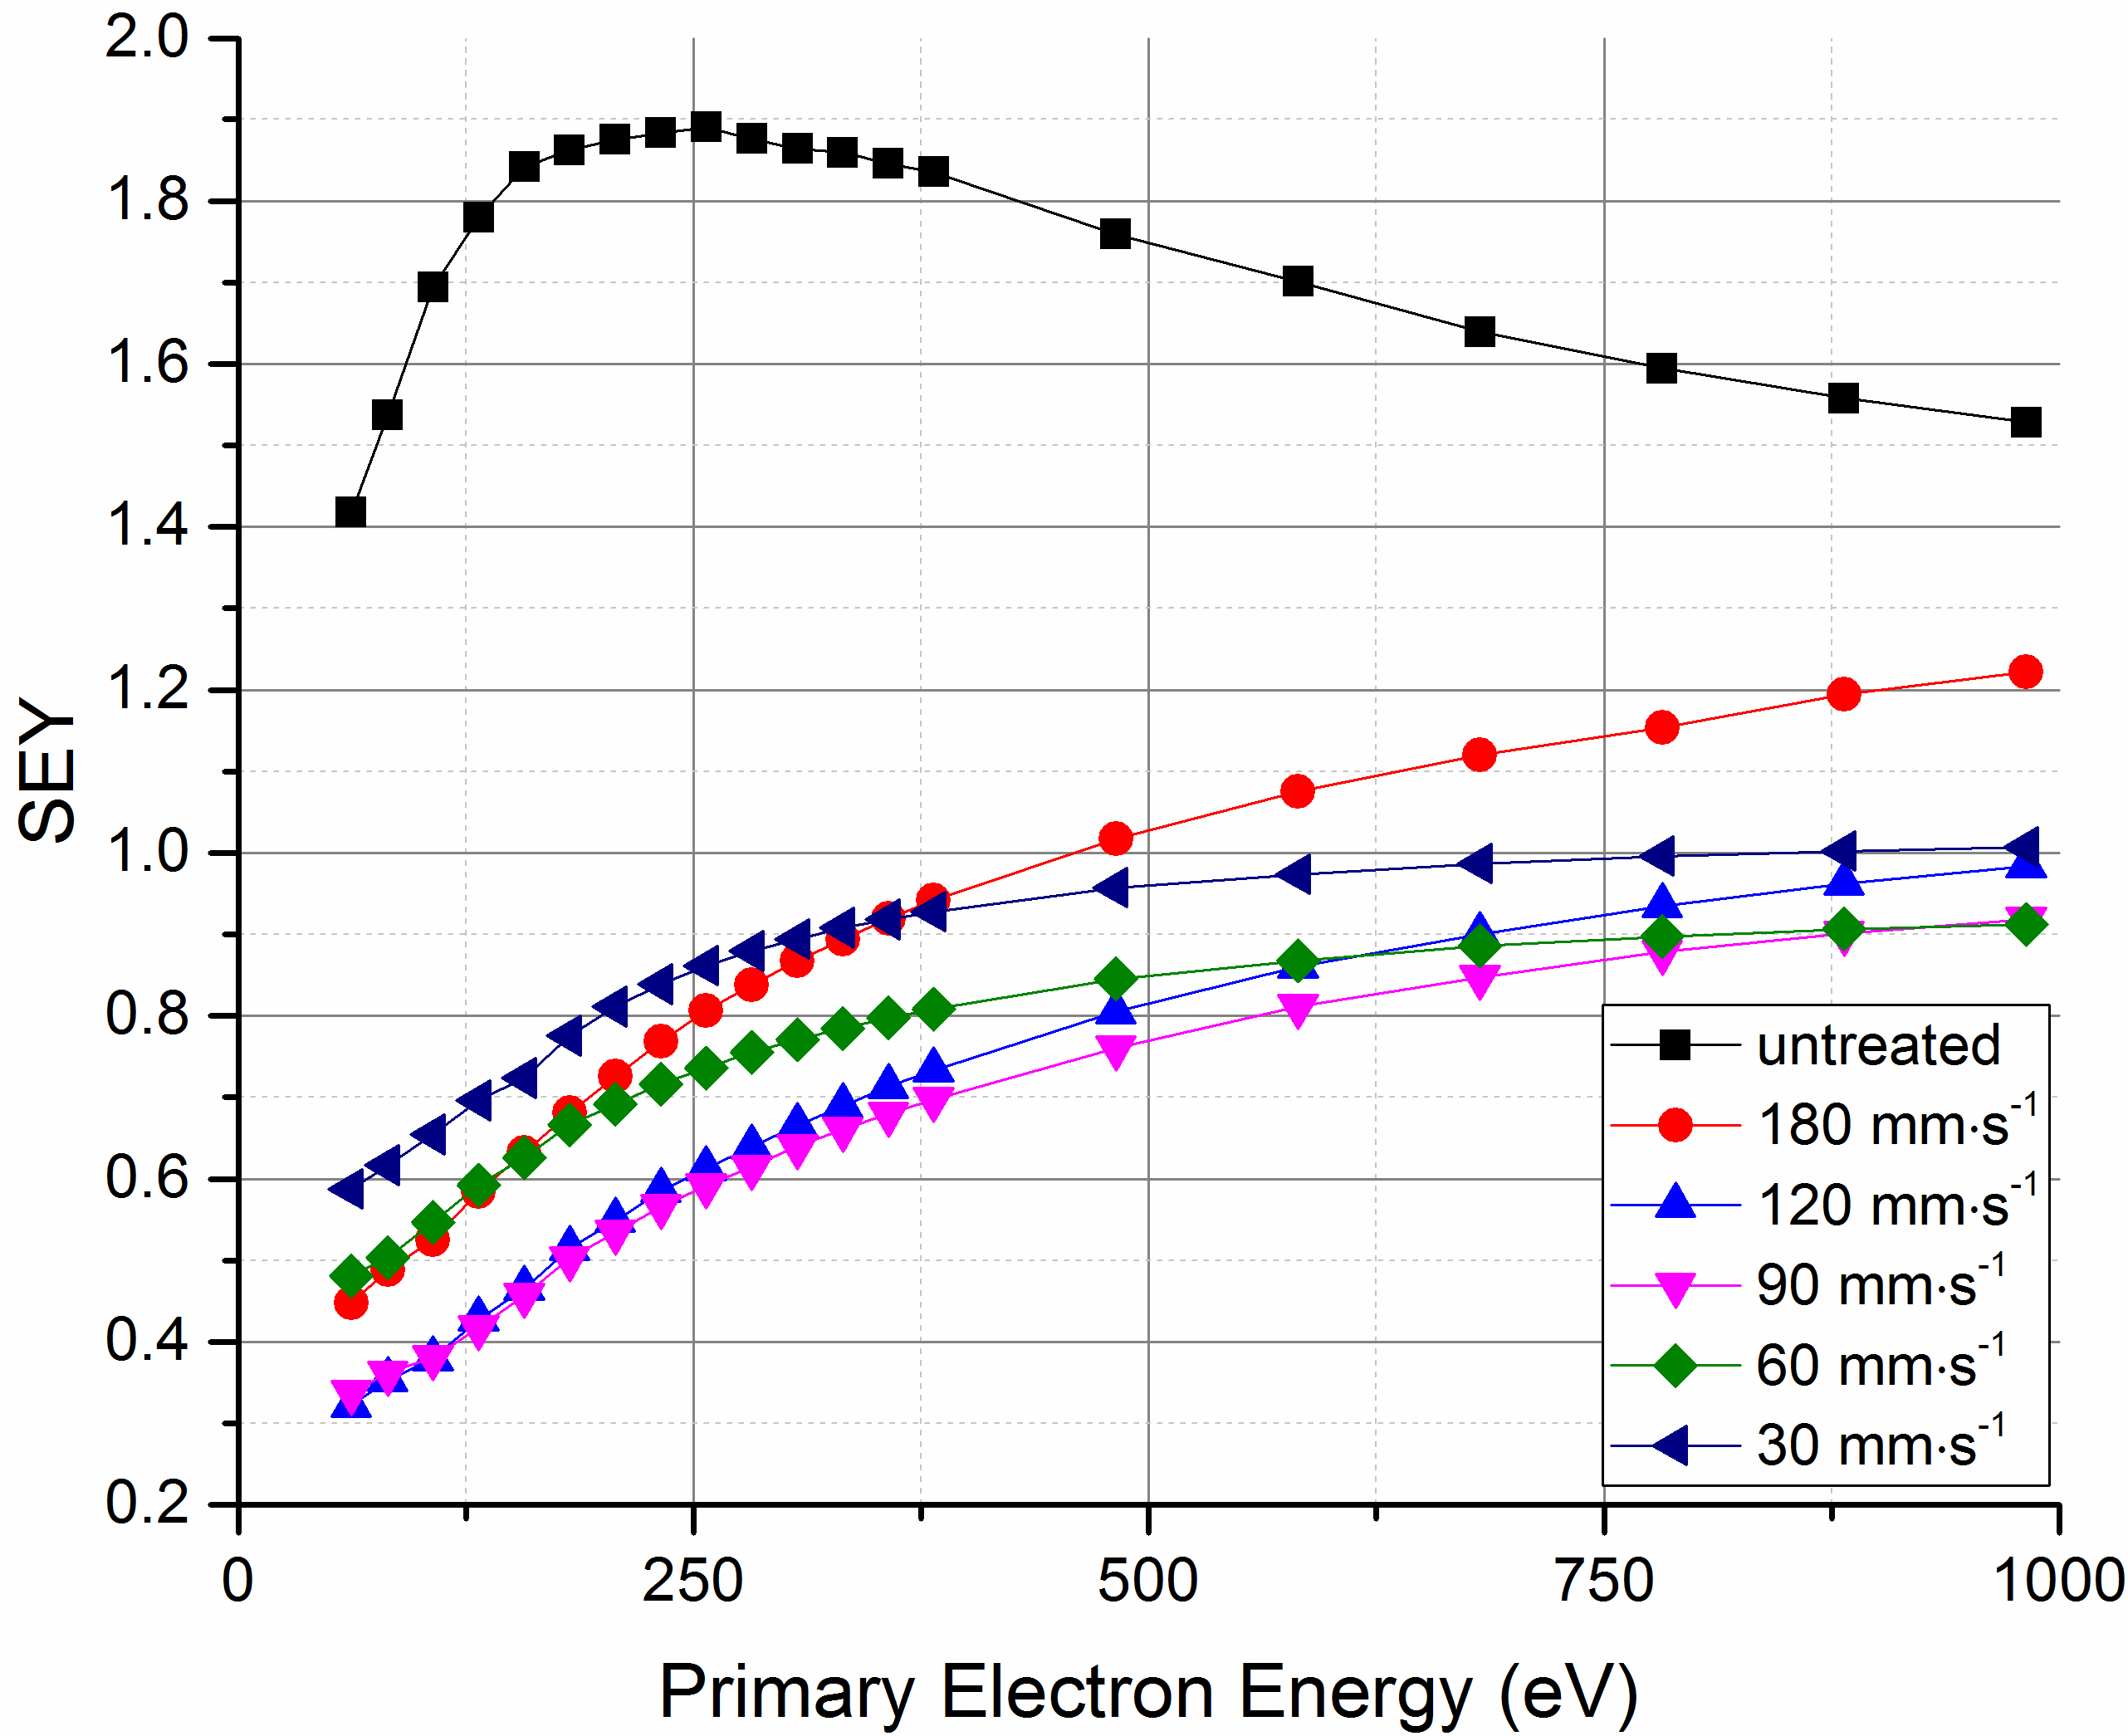 2.0
1.8
1.6
1.4
1.2
1.0
0.8
0.6
0.4
0.2
SEY
0 250 500 750 1000
Primary Electron Energy (eV)
untreated
180 mm·s⁻¹
120 mm·s⁻¹
90 mm·s⁻¹
60 mm·s⁻¹
30 mm·s⁻¹